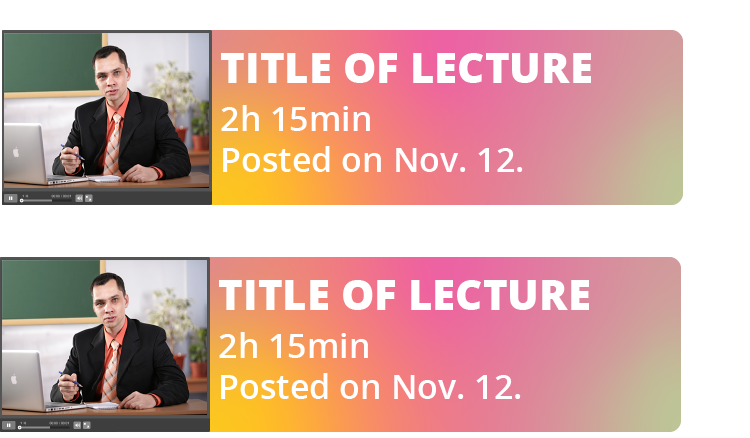 TITLE OF LECTURE
2h 15min
Posted on Nov. 12.
TITLE OF LECTURE
2h 15min
Posted on Nov. 12.